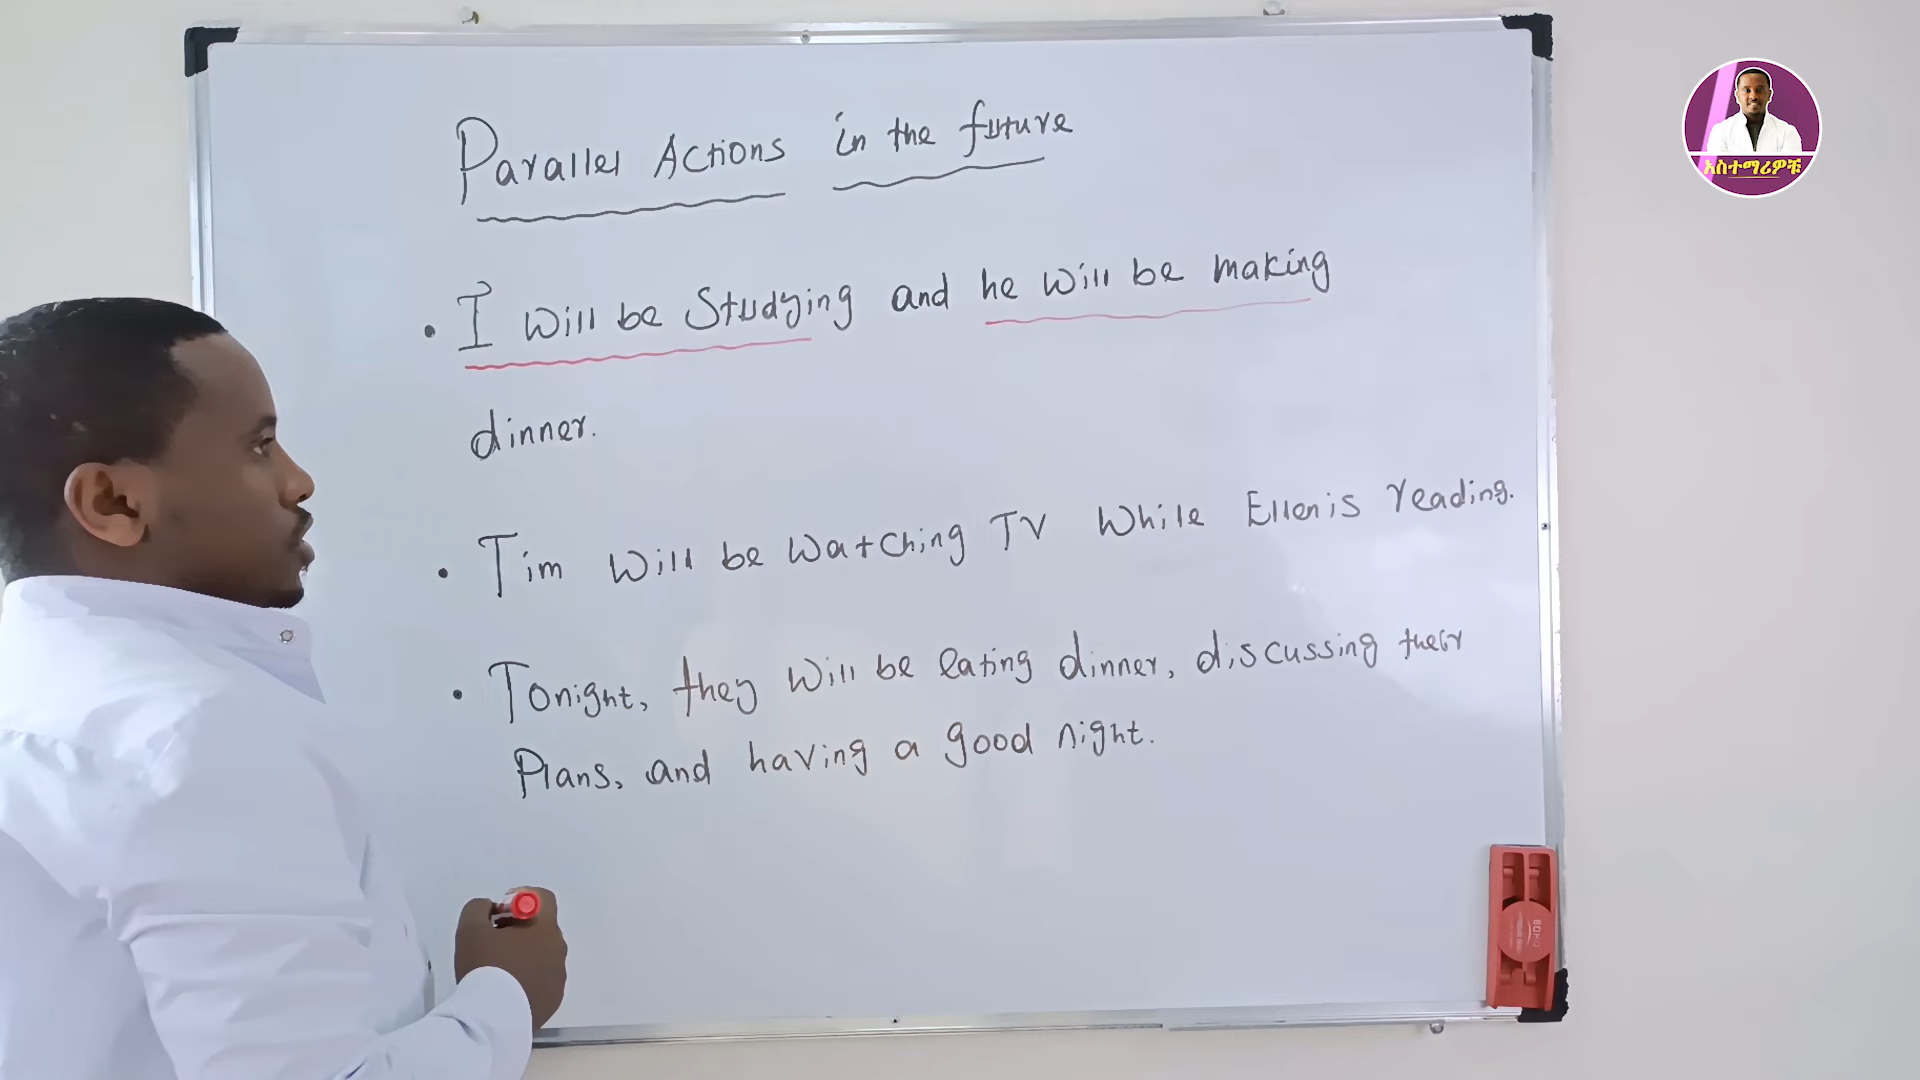 Parallel Actions in the future
አስተማሪዎቹ
• I will be Studying and he will be making
dinner.
• Tim will be watching TV While Ellen is reading.
• Tonight, they will be eating dinner, discussing their
Plans, and having a good night.